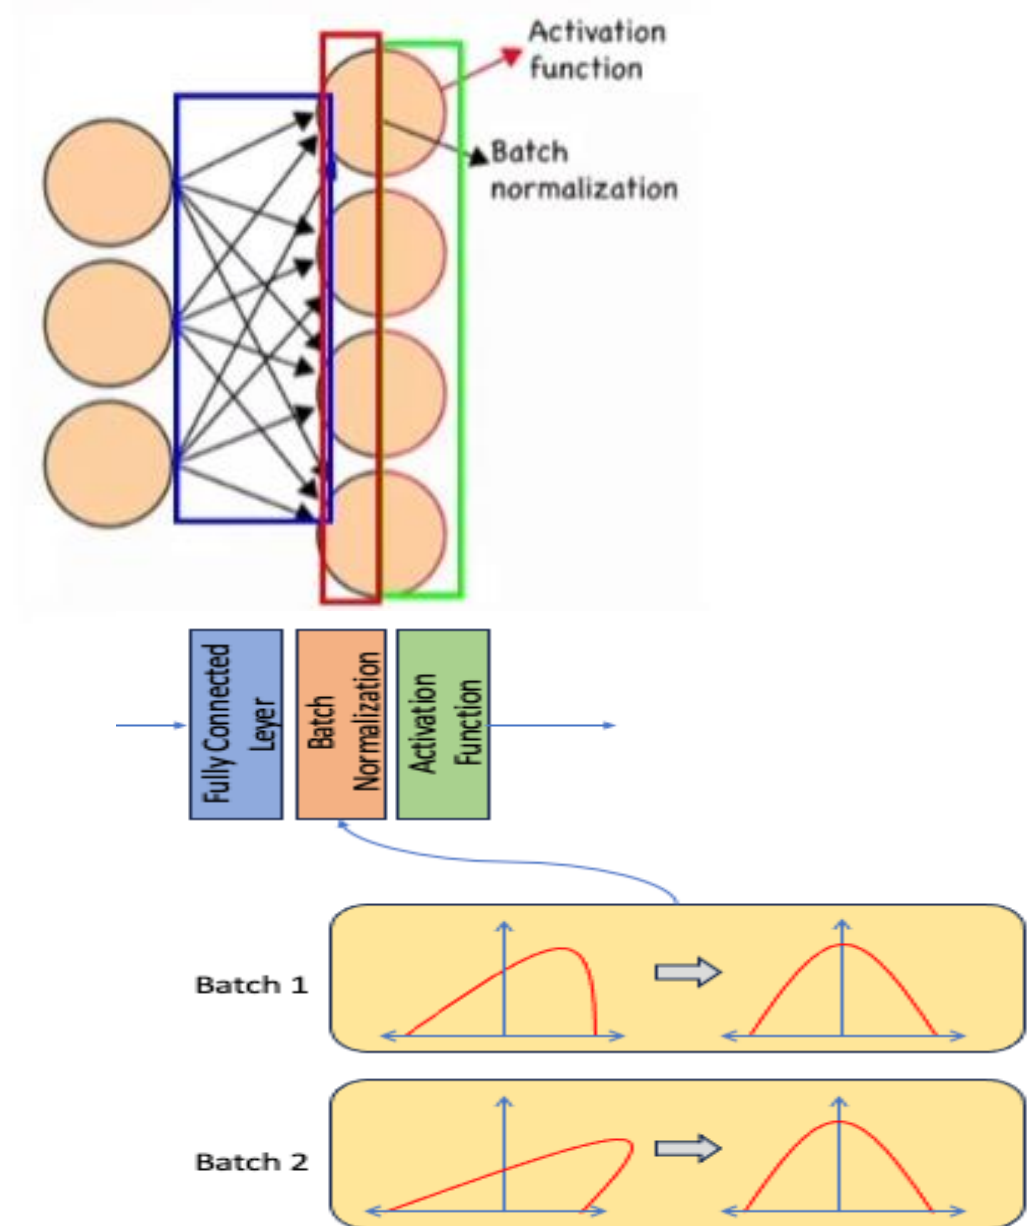 Activation
function
Batch
normalization
Fully Connected
Leyer
Batch
Normalization
Activation
Function
Batch 1
Batch 2